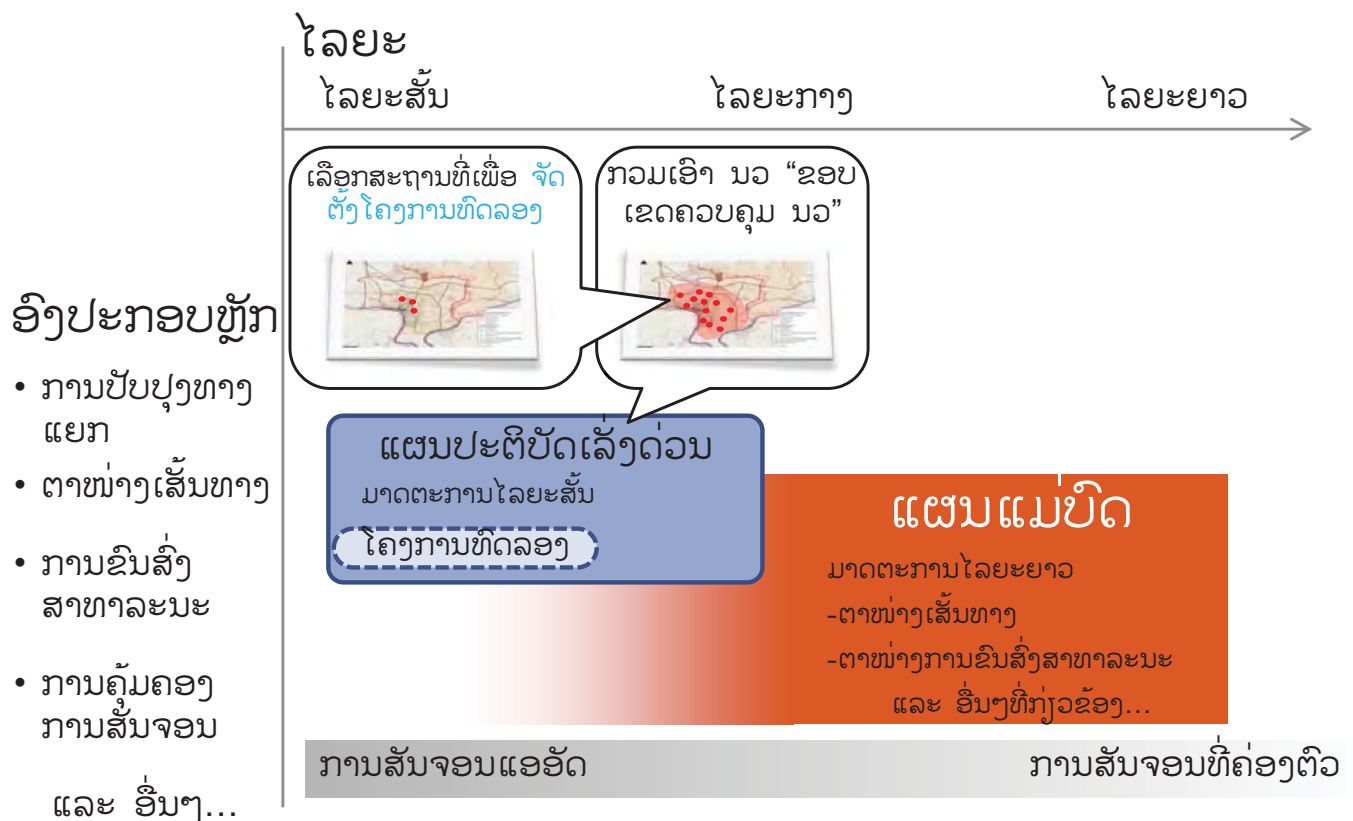 ໄລຍະ
ໄລຍະສັ້ນ
ໄລຍະກາງ
ໄລຍະຍາວ
ເລືອກສະຖານທີ່ເພື່ອ ຈັດ
ຕັ້ງໂຄງການທົດລອງ
ກວມເອົາ ນວ “ຂອບ
ເຂດຄວບຄຸມ ນວ”
ອົງປະກອບຫຼັກ
• ການປັບປຸງທາງ
ແຍກ
• ຕາໜ່າງເສັ້ນທາງ
• ການຂົນສົ່ງ
ສາທາລະນະ
• ການຄຸ້ມຄອງ
ການສັນຈອນ
ແລະ ອື່ນໆ...
ແຜນປະຕິບັດເລັ່ງດ່ວນ
ມາດຕະການໄລຍະສັ້ນ
ໂຄງການທົດລອງ
ແຜນແມ່ບົດ
ມາດຕະການໄລຍະຍາວ
-ຕາໜ່າງເສັ້ນທາງ
-ຕາໜ່າງການຂົນສົ່ງສາທາລະນະ
ແລະ ອື່ນໆທີ່ກ່ຽວຂ້ອງ...
ການສັນຈອນແອອັດ
ການສັນຈອນທີ່ຄ່ອງຕົວ